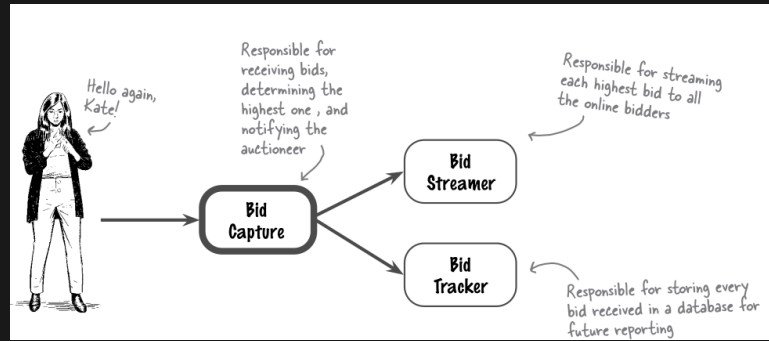 Hello again,
Kate!
Responsible for
receiving bids,
determining the
highest one , and
notifying the
auctioneer
Responsible for streaming
each highest bid to all
the online bidders
Bid
Capture
Bid
Streamer
Bid
Tracker
Responsible for storing every
bid received in a database for
future reporting